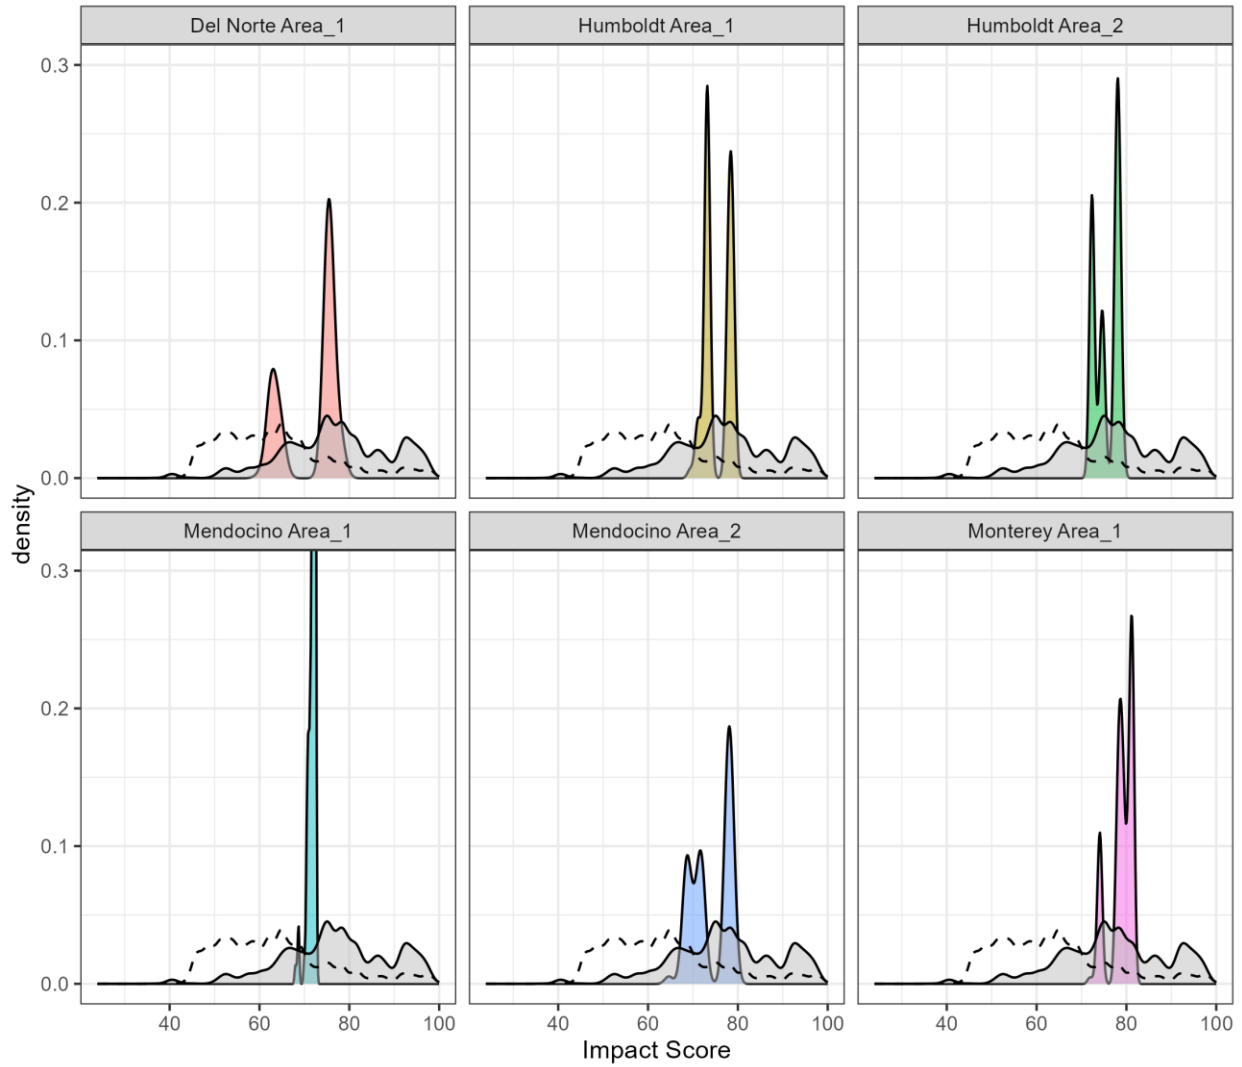 Del Norte Area_1
Humboldt Area_1
Humboldt Area_2
0.3
0.2
0.1
0.0
density
Mendocino Area_1
Mendocino Area_2
Monterey Area_1
0.3
0.2
0.1
0.0
40 60 80 100
40 60 80 100
40 60 80 100
Impact Score